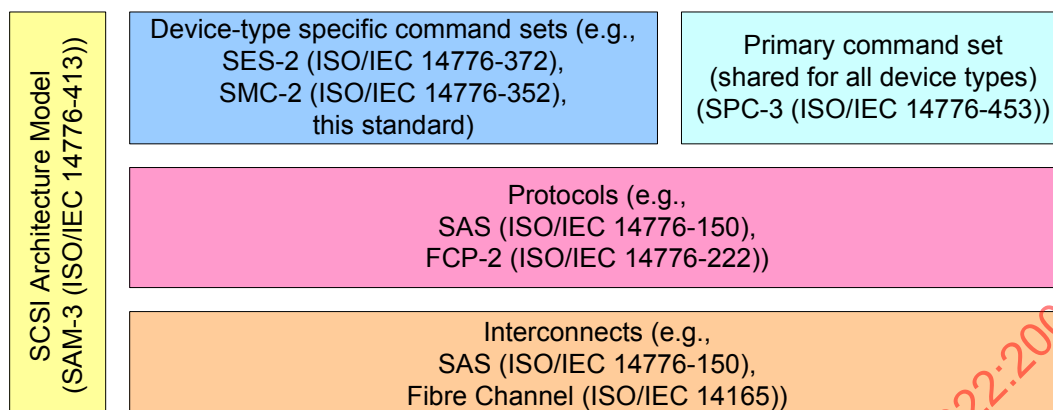 SCSI Architecture Model
(SAM-3 (ISO/IEC 14776-413))
Device-type specific command sets (e.g.,
SES-2 (ISO/IEC 14776-372),
SMC-2 (ISO/IEC 14776-352),
this standard)
Primary command set
(shared for all device types)
(SPC-3 (ISO/IEC 14776-453))
Protocols (e.g.,
SAS (ISO/IEC 14776-150),
FCP-2 (ISO/IEC 14776-222))
Interconnects (e.g.,
SAS (ISO/IEC 14776-150),
Fibre Channel (ISO/IEC 14165))